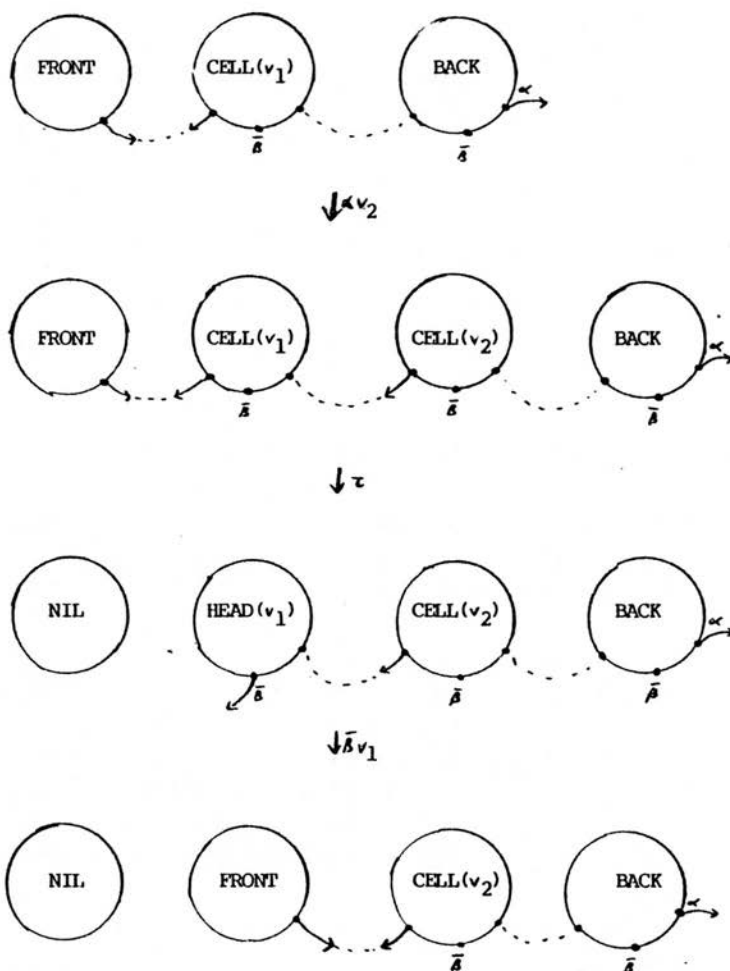 FRONT CELL(v₁) BACK α
β̄ β̄
↓ αv₂
FRONT CELL(v₁) CELL(v₂) BACK α
β̄ β̄ β̄
↓ τ
NIL HEAD(v₁) CELL(v₂) BACK α
β̄ β̄ β̄
↓ β̄v₁
NIL FRONT CELL(v₂) BACK α
β̄ β̄